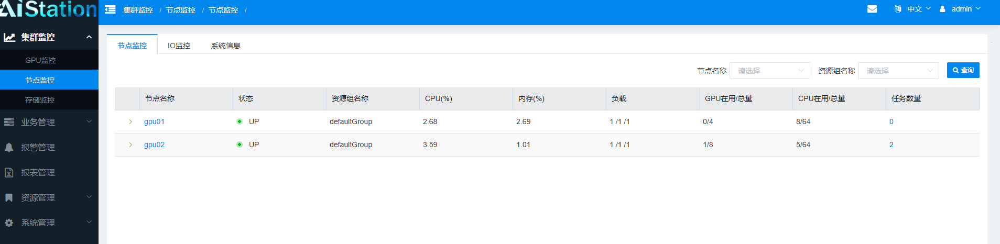 AiStation
集群监控 / 节点监控 / 节点监控 /
中文
admin
集群监控
GPU监控
节点监控
存储监控
业务管理
报警管理
报表管理
资源管理
系统管理
节点监控 IO监控 系统信息
节点名称 请选择 资源组名称 请选择 查询
节点名称 状态 资源组名称 CPU(%) 内存(%) 负载 GPU在用/总量 CPU在用/总量 任务数量
gpu01 UP defaultGroup 2.68 2.69 1 /1 /1 0/4 8/64 0
gpu02 UP defaultGroup 3.59 1.01 1 /1 /1 1/8 5/64 2